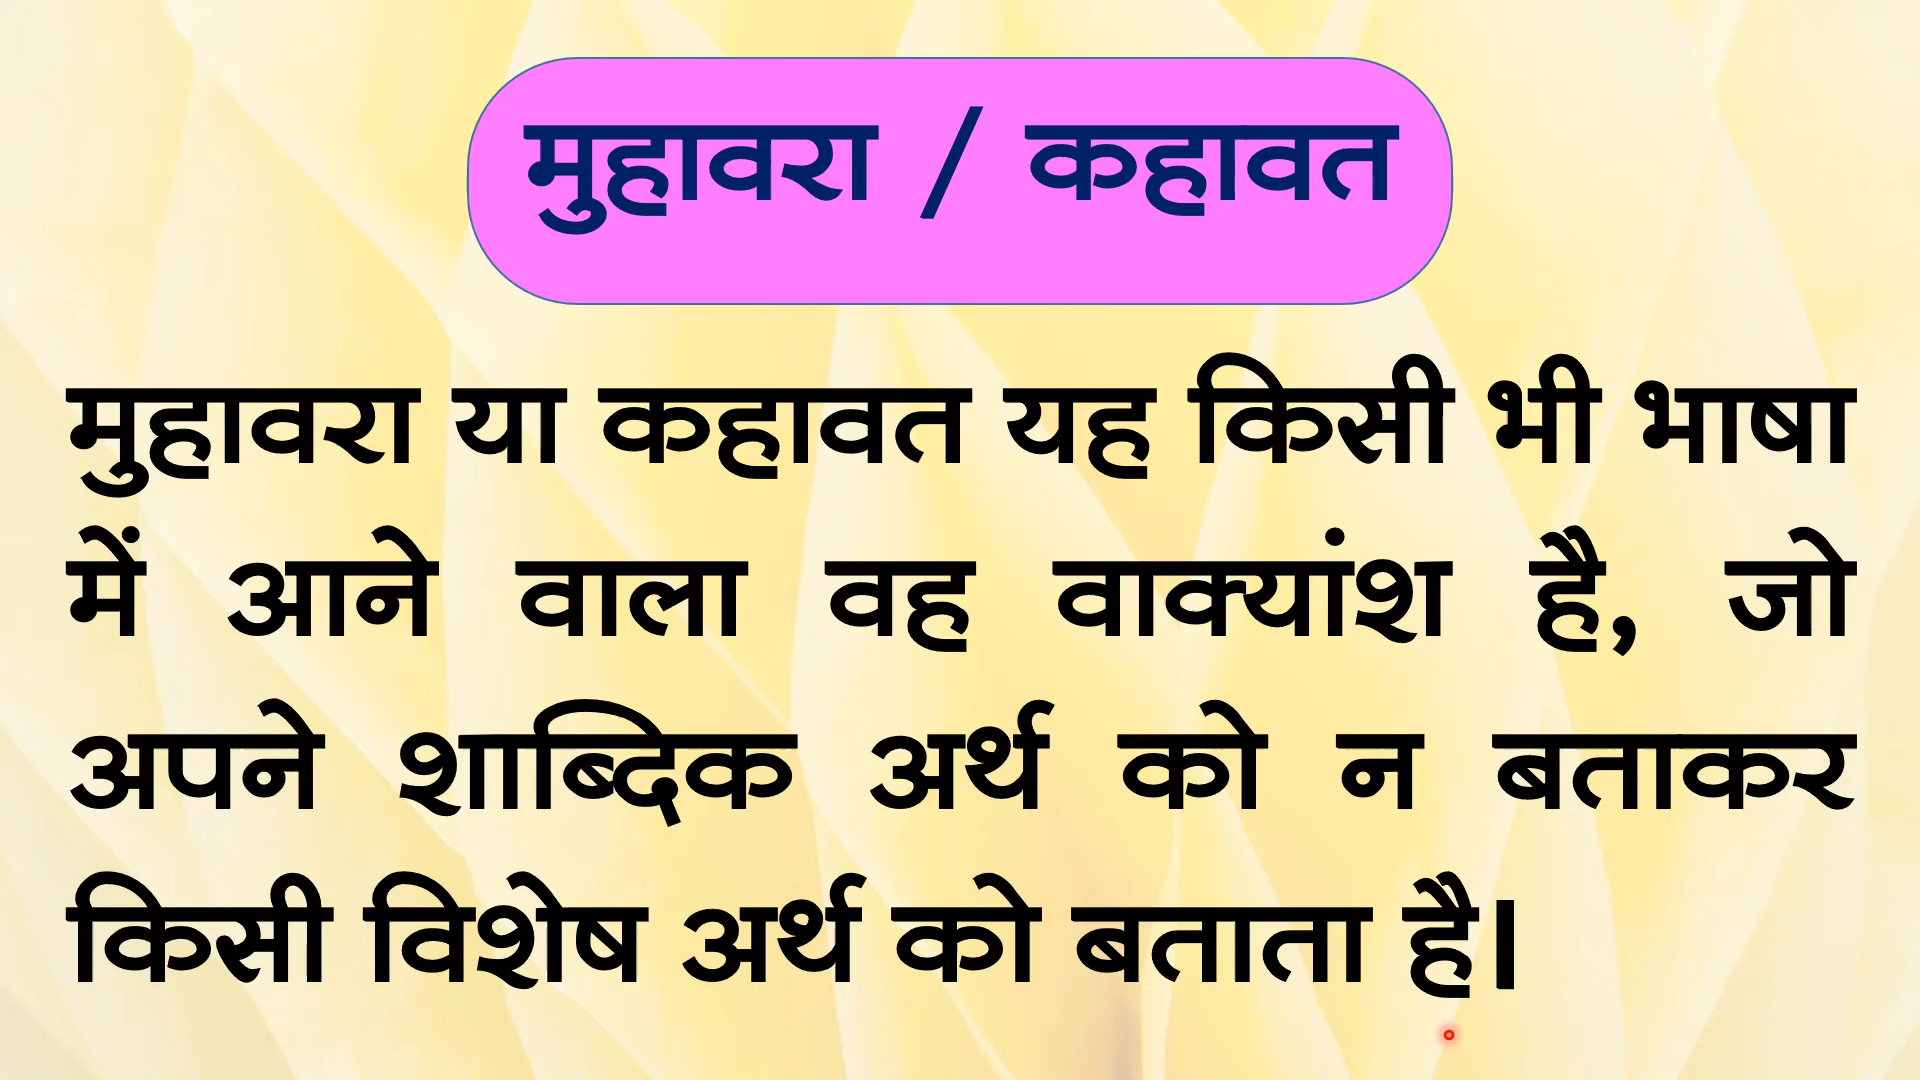 मुहावरा / कहावत
मुहावरा या कहावत यह किसी भी भाषा
में आने वाला वह वाक्यांश है, जो
अपने शाब्दिक अर्थ को न बताकर
किसी विशेष अर्थ को बताता है।